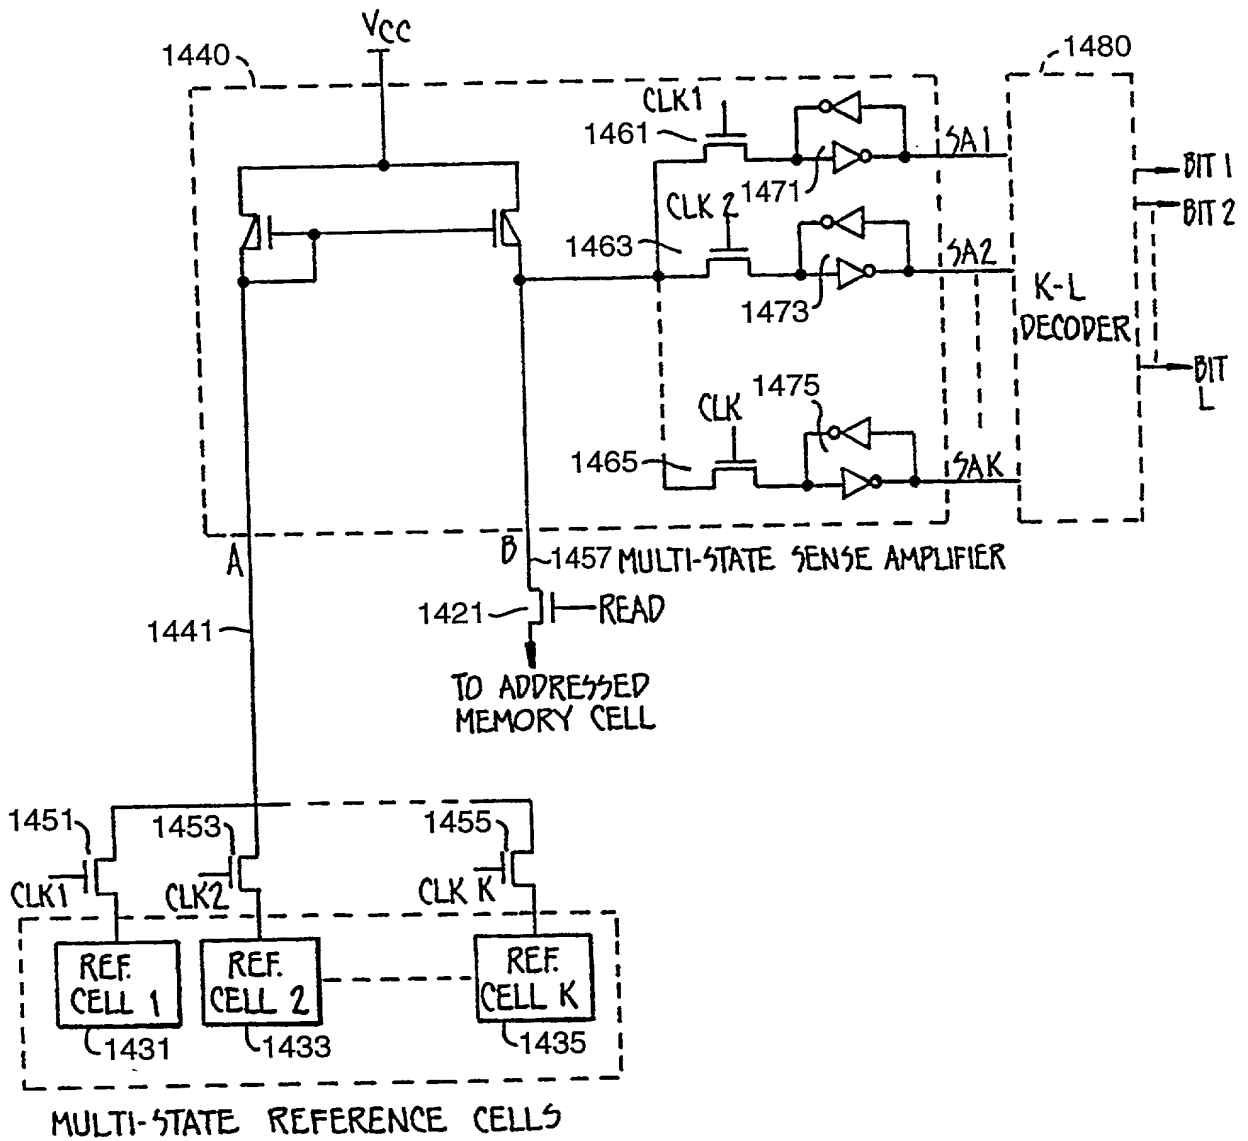 VCC
1440
1480
CLK1
1461
SA1
BIT 1
1471
CLK 2
BIT 2
1463
SA2
K-L
DECODER
1473
BIT
L
1475
CLK
1465
SAK
A
B
1457
MULTI-STATE SENSE AMPLIFIER
1421
READ
1441
TO ADDRESSED
MEMORY CELL
1451
1453
1455
CLK1
CLK2
CLK K
REF.
CELL 1
REF.
CELL 2
REF.
CELL K
1431
1433
1435
MULTI-STATE REFERENCE CELLS